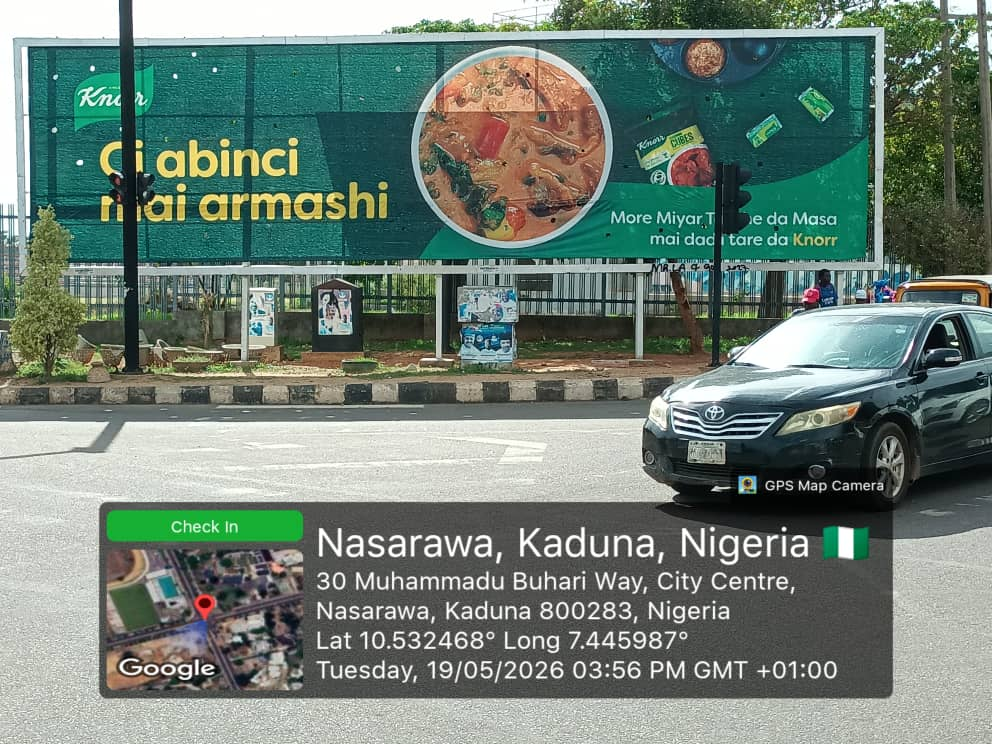 Knorr
Ci abinci
mai armashi
Knorr
CUBES
More Miyar Taushe da Masa
mai dadi tare da Knorr
GPS Map Camera
Check In
Google
Nasarawa, Kaduna, Nigeria 🇳🇬
30 Muhammadu Buhari Way, City Centre,
Nasarawa, Kaduna 800283, Nigeria
Lat 10.532468° Long 7.445987°
Tuesday, 19/05/2026 03:56 PM GMT +01:00